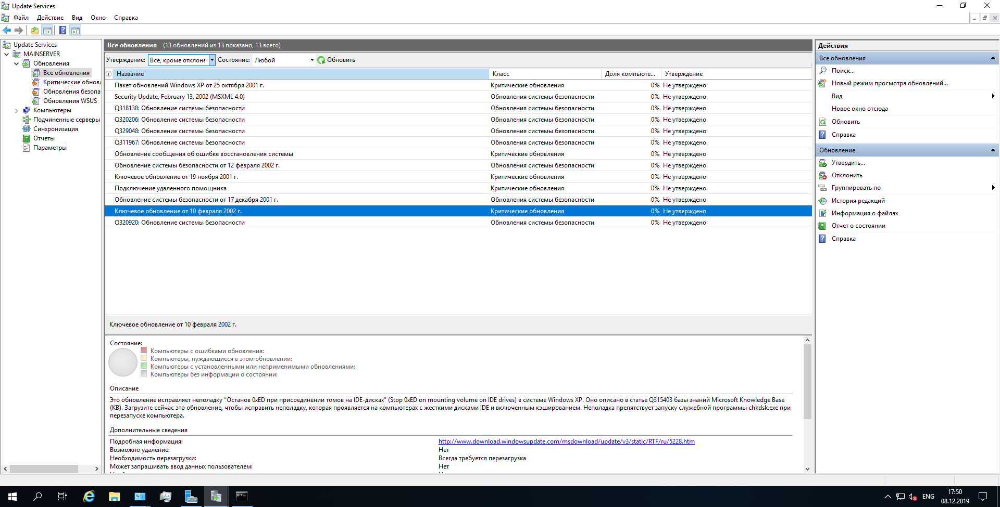 Update Services
Файл Действие Вид Окно Справка
Update Services
MAINSERVER
Обновления
Все обновления
Критические обновл
Обновления безопа
Обновления WSUS
Компьютеры
Подчиненные серверы
Синхронизация
Отчеты
Параметры
Все обновления (13 обновлений из 13 показано, 13 всего)
Утверждение: Все, кроме отклоне Состояние: Любой Обновить
Название Класс Доля компьюте... Утверждение
Пакет обновлений Windows XP от 25 октября 2001 г. Критические обновления 0% Не утверждено
Security Update, February 13, 2002 (MSXML 4.0) Обновления системы безопасности 0% Не утверждено
Q318138: Обновление системы безопасности Обновления системы безопасности 0% Не утверждено
Q320206: Обновление системы безопасности Обновления системы безопасности 0% Не утверждено
Q329048: Обновление системы безопасности Обновления системы безопасности 0% Не утверждено
Q311967: Обновление системы безопасности Обновления системы безопасности 0% Не утверждено
Обновление сообщения об ошибке восстановления системы Критические обновления 0% Не утверждено
Обновление системы безопасности от 12 февраля 2002 г. Обновления системы безопасности 0% Не утверждено
Ключевое обновление от 19 ноября 2001 г. Критические обновления 0% Не утверждено
Подключение удаленного помощника Критические обновления 0% Не утверждено
Обновление системы безопасности от 17 декабря 2001 г. Обновления системы безопасности 0% Не утверждено
Ключевое обновление от 10 февраля 2002 г. Критические обновления 0% Не утверждено
Q320920: Обновление системы безопасности Обновления системы безопасности 0% Не утверждено
Ключевое обновление от 10 февраля 2002 г.
Состояние:
Компьютеры с ошибками обновления:
Компьютеры, нуждающиеся в этом обновлении:
Компьютеры с установленными или неприменимыми обновлениями:
Компьютеры без информации о состоянии:
Описание
Это обновление исправляет неполадку "Останов 0xED при присоединении томов на IDE-дисках" (Stop 0xED on mounting volume on IDE drives) в системе Windows XP. Оно описано в статье Q315403 базы знаний Microsoft Knowledge Base
(KB). Загрузите сейчас это обновление, чтобы исправить неполадку, которая проявляется на компьютерах с жесткими дисками IDE и включенным кэшированием. Неполадка препятствует запуску служебной программы chkdsk.exe при
перезапуске компьютера.
Дополнительные сведения
Подробная информация: http://www.download.windowsupdate.com/msdownload/update/v3/static/RTF/ru/5228.htm
Возможно удаление: Нет
Необходимость перезагрузки: Всегда требуется перезагрузка
Может запрашивать ввод данных пользователем: Нет
Действия
Все обновления
Поиск...
Новый режим просмотра обновлений...
Вид
Новое окно отсюда
Обновить
Справка
Обновление
Утвердить...
Отклонить
Группировать по
История редакций
Информация о файлах
Отчет о состоянии
Справка
ENG
17:50
08.12.2019